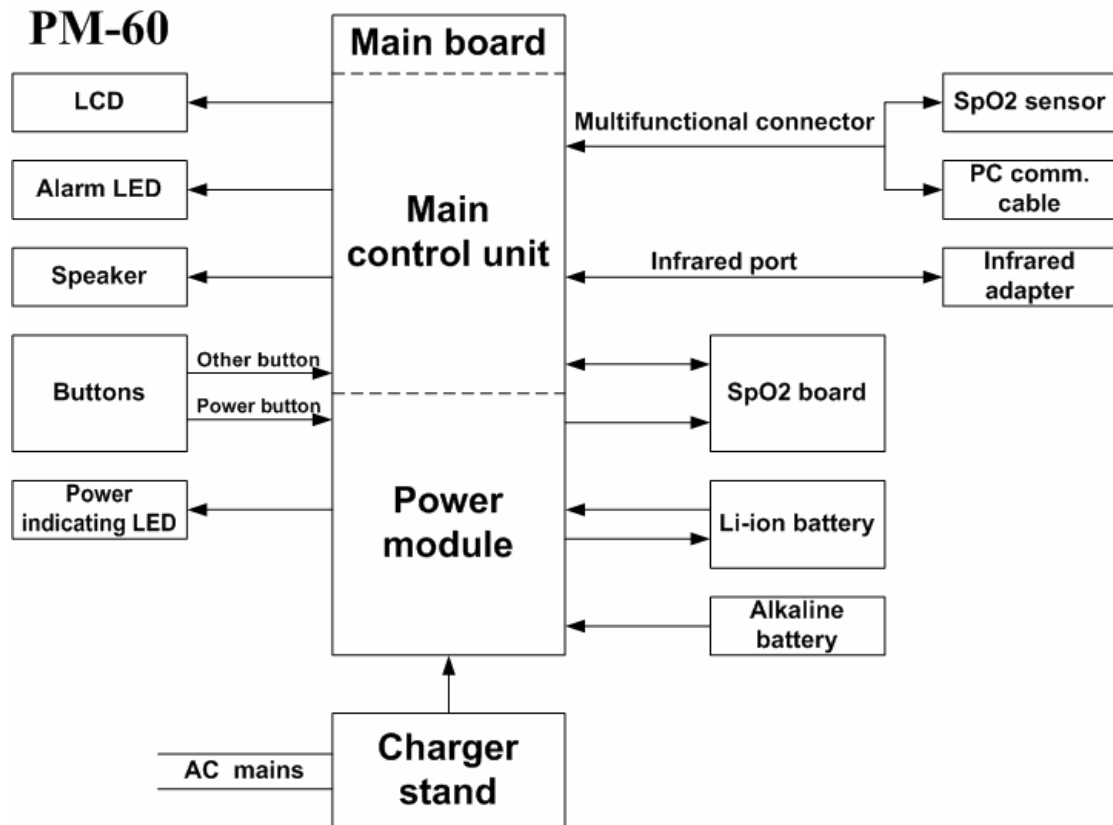 PM-60
Main board
LCD
SpO2 sensor
Multifunctional connector
Alarm LED
PC comm.
cable
Main
control unit
Speaker
Infrared port
Infrared
adapter
Other button
Buttons
Power button
SpO2 board
Power
indicating LED
Power
module
Li-ion battery
Alkaline
battery
Charger
stand
AC mains